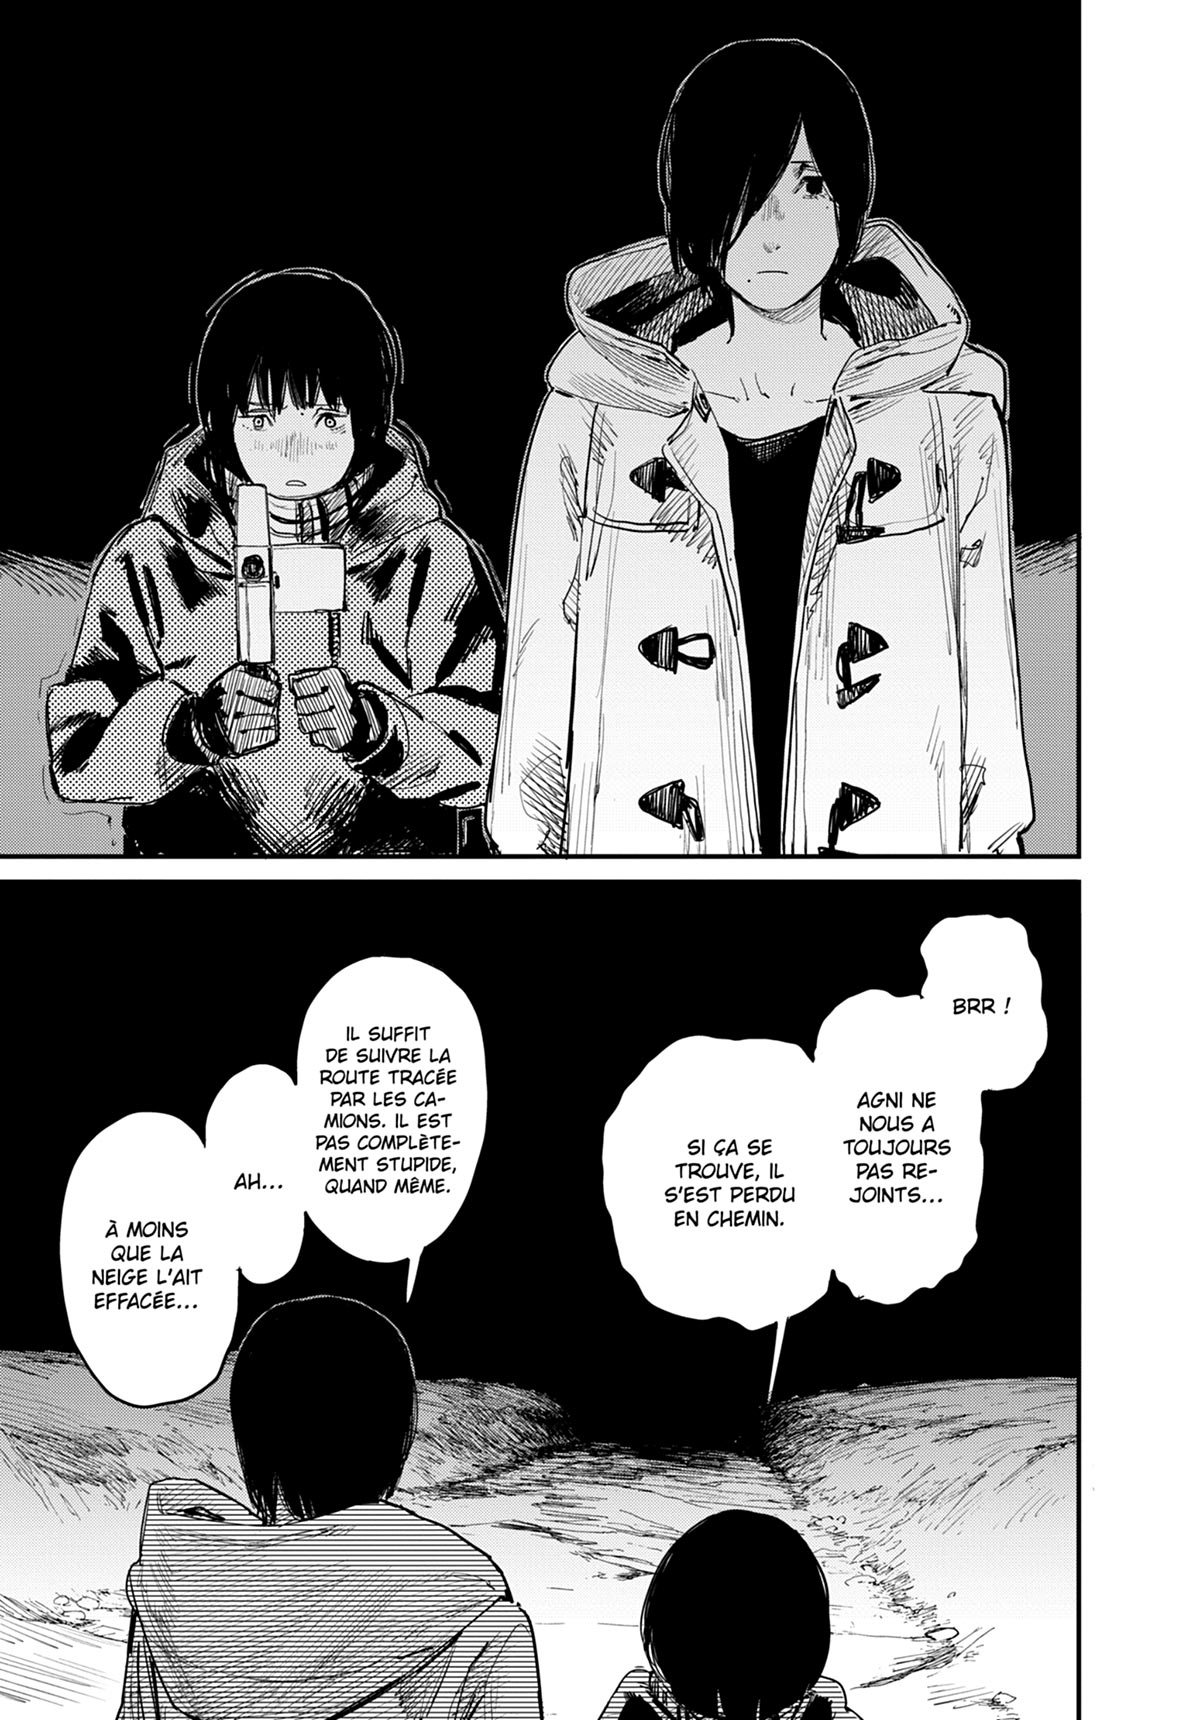 BRR !
AGNI NE
NOUS A
TOUJOURS
PAS RE-
JOINTS...
SI ÇA SE
TROUVE, IL
S'EST PERDU
EN CHEMIN.
IL SUFFIT
DE SUIVRE LA
ROUTE TRACÉE
PAR LES CA-
MIONS. IL EST
PAS COMPLÈTE-
MENT STUPIDE,
QUAND MÊME.
AH...
À MOINS
QUE LA
NEIGE L'AIT
EFFACÉE...